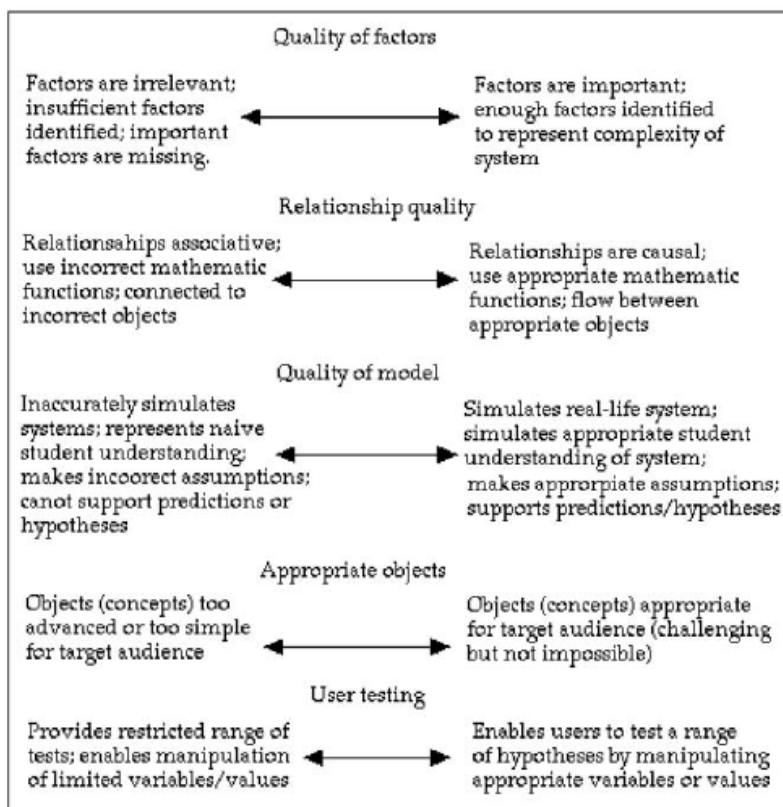 Quality of factors
Factors are irrelevant;
insufficient factors
identified; important
factors are missing.
Factors are important;
enough factors identified
to represent complexity of
system
Relationship quality
Relationsahips associative;
use incorrect mathematic
functions; connected to
incorrect objects
Relationships are causal;
use appropriate mathematic
functions; flow between
appropriate objects
Quality of model
Inaccurately simulates
systems; represents naive
student understanding;
makes incoorect assumptions;
canot support predictions or
hypotheses
Simulates real-life system;
simulates appropriate student
understanding of system;
makes approrpiate assumptions;
supports predictions/hypotheses
Appropriate objects
Objects (concepts) too
advanced or too simple
for target audience
Objects (concepts) appropriate
for target audience (challenging
but not impossible)
User testing
Provides restricted range of
tests; enables manipulation
of limited variables/values
Enables users to test a range
of hypotheses by manipulating
appropriate variables or values